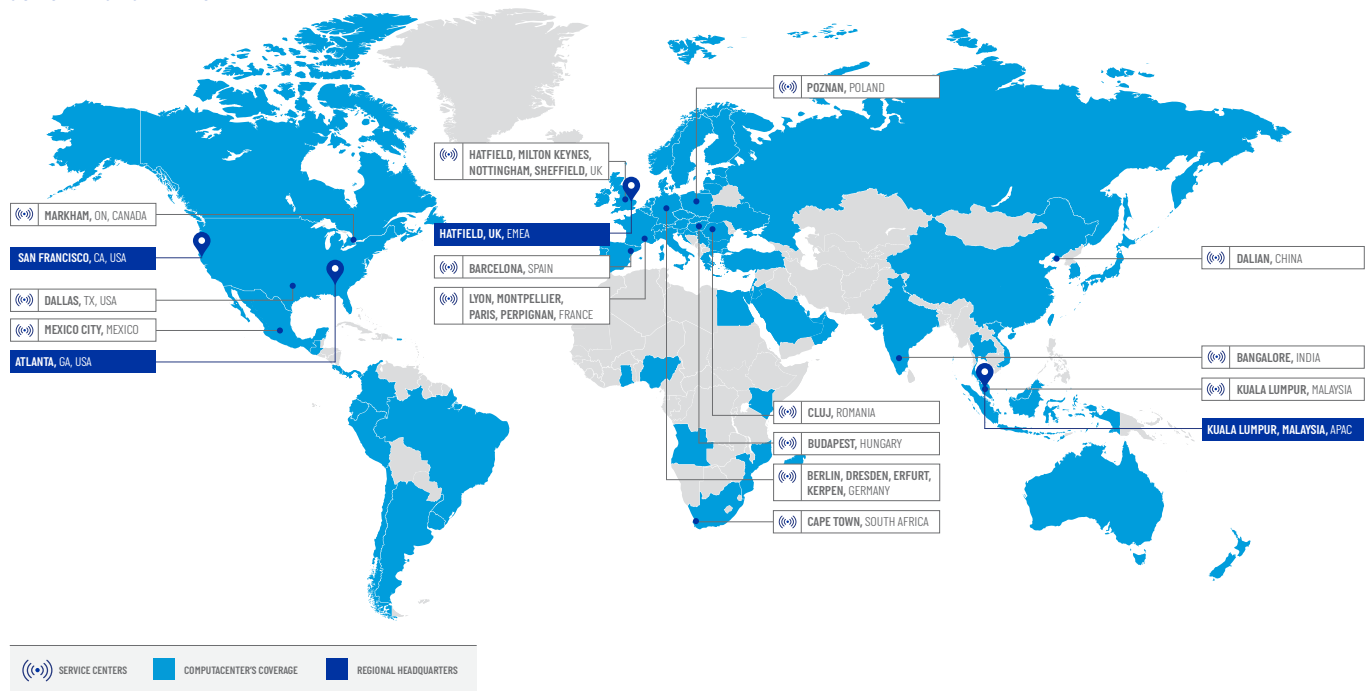 POZNAN, POLAND
HATFIELD, MILTON KEYNES,
NOTTINGHAM, SHEFFIELD, UK
MARKHAM, ON, CANADA
HATFIELD, UK, EMEA
SAN FRANCISCO, CA, USA
BARCELONA, SPAIN
DALIAN, CHINA
DALLAS, TX, USA
LYON, MONTPELLIER,
PARIS, PERPIGNAN, FRANCE
MEXICO CITY, MEXICO
ATLANTA, GA, USA
BANGALORE, INDIA
KUALA LUMPUR, MALAYSIA
CLUJ, ROMANIA
KUALA LUMPUR, MALAYSIA, APAC
BUDAPEST, HUNGARY
BERLIN, DRESDEN, ERFURT,
KERPEN, GERMANY
CAPE TOWN, SOUTH AFRICA
SERVICE CENTERS
COMPUTACENTER'S COVERAGE
REGIONAL HEADQUARTERS